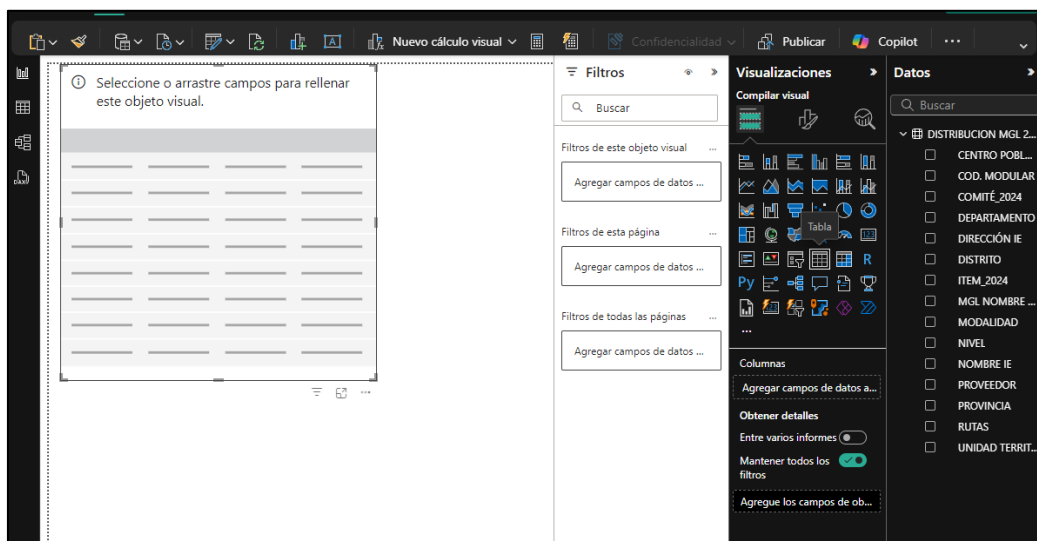 Nuevo cálculo visual
Confidencialidad
Publicar
Copilot
Seleccione o arrastre campos para rellenar
este objeto visual.
Filtros
Buscar
Filtros de este objeto visual ...
Agregar campos de datos ...
Filtros de esta página ...
Agregar campos de datos ...
Filtros de todas las páginas ...
Agregar campos de datos ...
Visualizaciones
Compilar visual
Tabla
123
R
Py
...
Columnas
Agregar campos de datos a...
Obtener detalles
Entre varios informes
Mantener todos los
filtros
Agregue los campos de ob...
Datos
Buscar
DISTRIBUCION MGL 2...
CENTRO POBL...
COD. MODULAR
COMITÉ_2024
DEPARTAMENTO
DIRECCIÓN IE
DISTRITO
ITEM_2024
MGL NOMBRE ...
MODALIDAD
NIVEL
NOMBRE IE
PROVEEDOR
PROVINCIA
RUTAS
UNIDAD TERRIT...